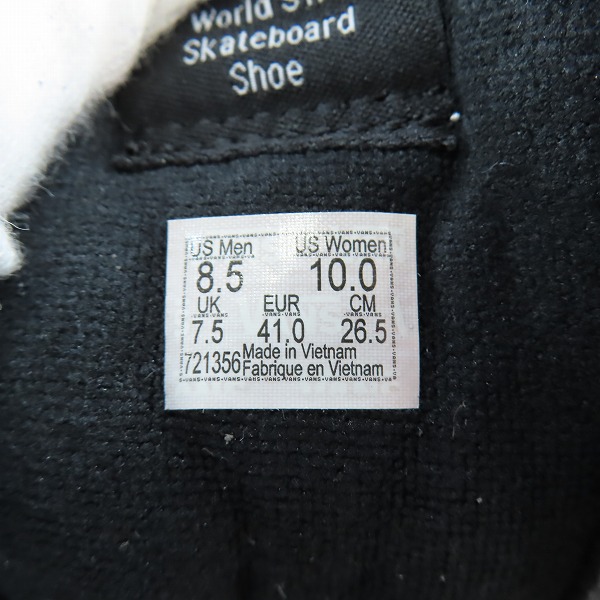 World
Skateboard
Shoe
US Men US Women
8.5 10.0
UK EUR CM
7.5 41.0 26.5
721356 Made in Vietnam
Fabrique en Vietnam